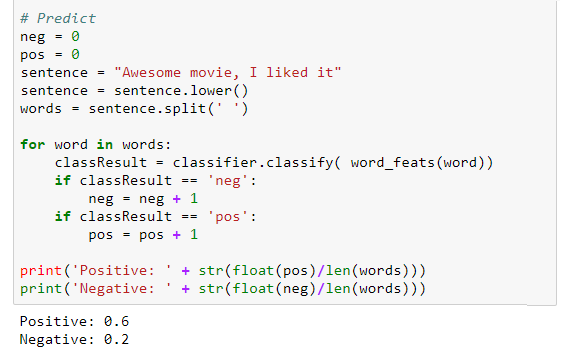 # Predict
neg = 0
pos = 0
sentence = "Awesome movie, I liked it"
sentence = sentence.lower()
words = sentence.split(' ')

for word in words:
    classResult = classifier.classify( word_feats(word))
    if classResult == 'neg':
        neg = neg + 1
    if classResult == 'pos':
        pos = pos + 1

print('Positive: ' + str(float(pos)/len(words)))
print('Negative: ' + str(float(neg)/len(words)))
Positive: 0.6
Negative: 0.2